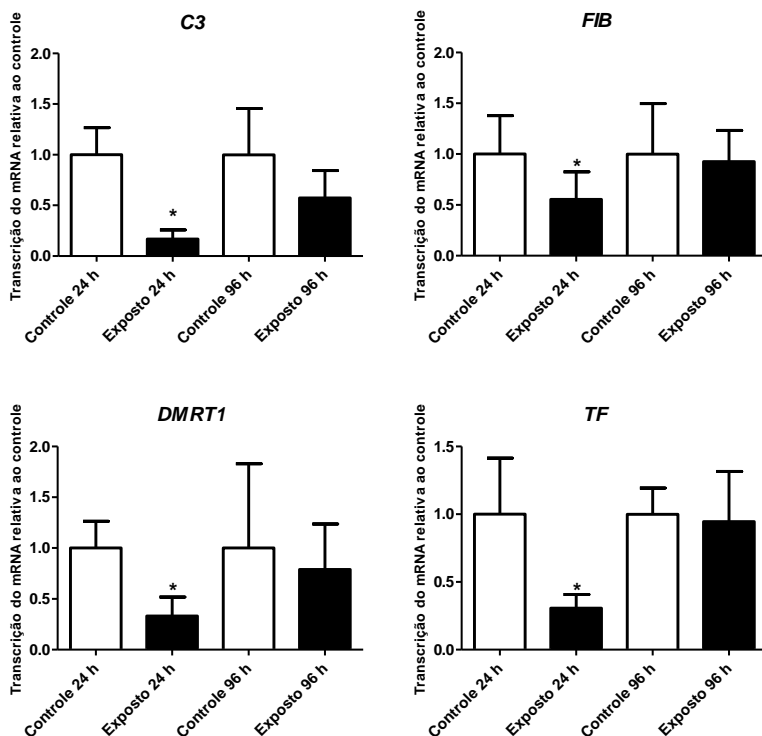 C3
Transcrição do mRNA relativa ao controle
2.0
1.5
1.0
0.5
0.0
*
Controle 24 h
Exposto 24 h
Controle 96 h
Exposto 96 h
FIB
Transcrição do mRNA relativa ao controle
2.0
1.5
1.0
0.5
0.0
*
Controle 24 h
Exposto 24 h
Controle 96 h
Exposto 96 h
DMRT1
Transcrição do mRNA relativa ao controle
2.0
1.5
1.0
0.5
0.0
*
Controle 24 h
Exposto 24 h
Controle 96 h
Exposto 96 h
TF
Transcrição do mRNA relativa ao controle
1.5
1.0
0.5
0.0
*
Controle 24 h
Exposto 24 h
Controle 96 h
Exposto 96 h